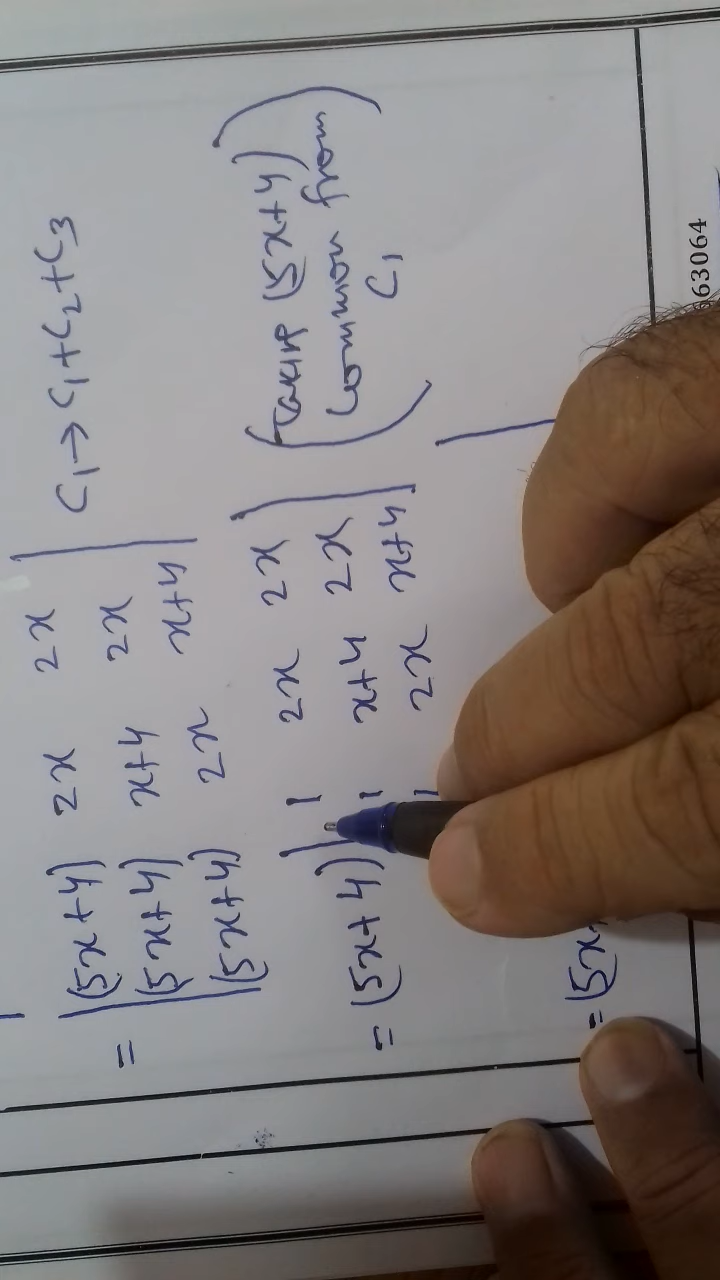 |(5x+4) 2x 2x|
= |(5x+4) x+4 2x| C₁→C₁+C₂+C₃
|(5x+4) 2x x+4|
|1 2x 2x| (Taking (5x+4)
= (5x+4) |1 x+4 2x| common from
|1 2x x+4| C₁)
= (5x
63064